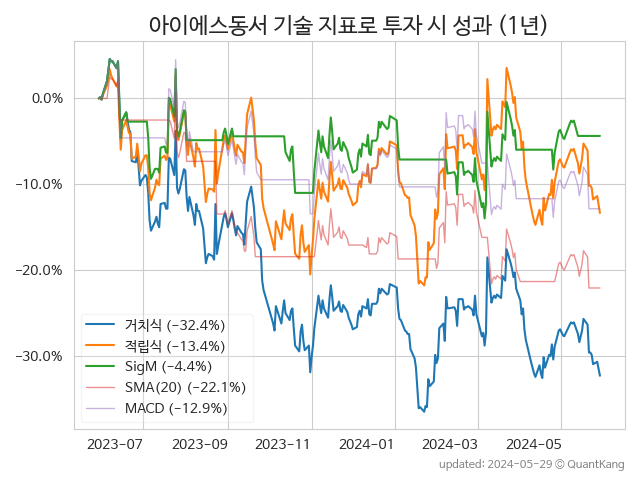 아이에스동서 기술 지표로 투자 시 성과 (1년)
0.0%
−10.0%
−20.0%
−30.0%
거치식 (−32.4%)
적립식 (−13.4%)
SigM (−4.4%)
SMA(20) (−22.1%)
MACD (−12.9%)
2023−07 2023−09 2023−11 2024−01 2024−03 2024−05
updated: 2024−05−29 © QuantKang